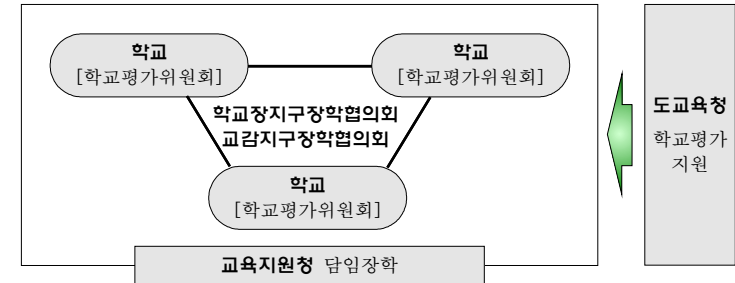 학교
[학교평가위원회]
학교
[학교평가위원회]
학교장지구장학협의회
교감지구장학협의회
학교
[학교평가위원회]
교육지원청 담임장학
도교육청
학교평가
지원